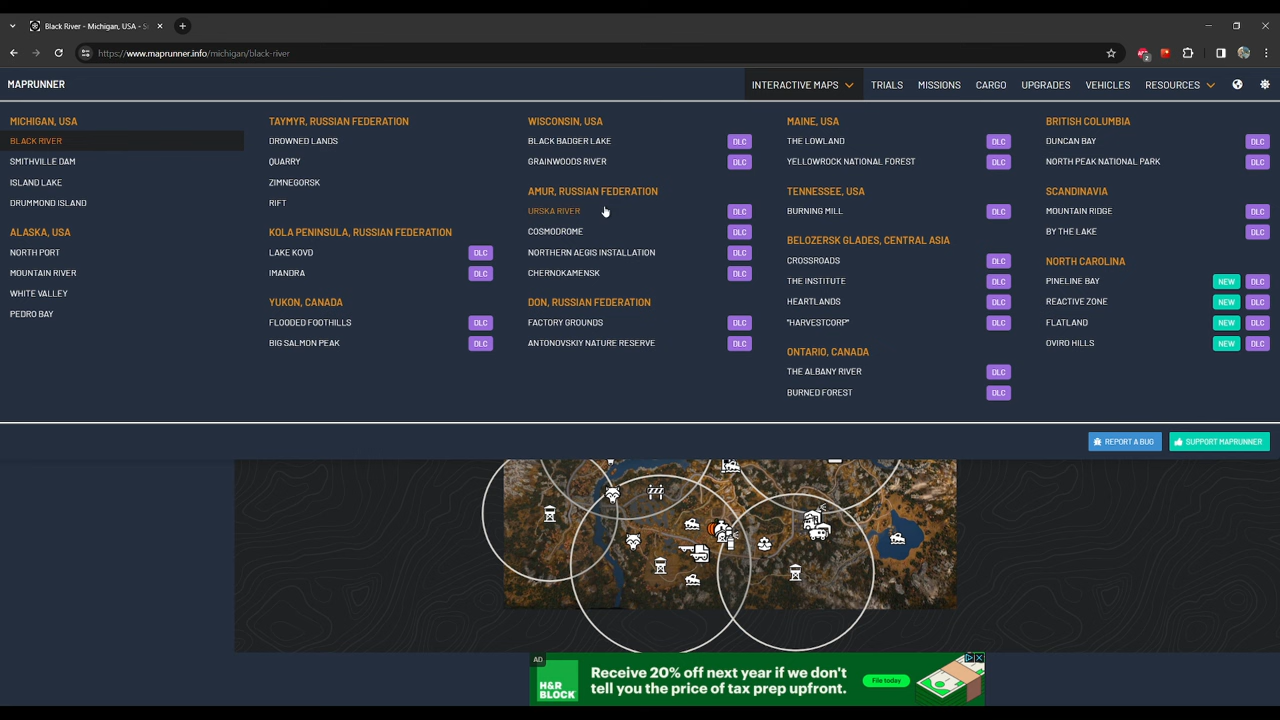 Black River - Michigan, USA - S
https://www.maprunner.info/michigan/black-river
2
MAPRUNNER
INTERACTIVE MAPS
TRIALS
MISSIONS
CARGO
UPGRADES
VEHICLES
RESOURCES
MICHIGAN, USA
BLACK RIVER
SMITHVILLE DAM
ISLAND LAKE
DRUMMOND ISLAND
ALASKA, USA
NORTH PORT
MOUNTAIN RIVER
WHITE VALLEY
PEDRO BAY
TAYMYR, RUSSIAN FEDERATION
DROWNED LANDS
QUARRY
ZIMNEGORSK
RIFT
KOLA PENINSULA, RUSSIAN FEDERATION
LAKE KOVD DLC
IMANDRA DLC
YUKON, CANADA
FLOODED FOOTHILLS DLC
BIG SALMON PEAK DLC
WISCONSIN, USA
BLACK BADGER LAKE DLC
GRAINWOODS RIVER DLC
AMUR, RUSSIAN FEDERATION
URSKA RIVER DLC
COSMODROME DLC
NORTHERN AEGIS INSTALLATION DLC
CHERNOKAMENSK DLC
DON, RUSSIAN FEDERATION
FACTORY GROUNDS DLC
ANTONOVSKIY NATURE RESERVE DLC
MAINE, USA
THE LOWLAND DLC
YELLOWROCK NATIONAL FOREST DLC
TENNESSEE, USA
BURNING MILL DLC
BELOZERSK GLADES, CENTRAL ASIA
CROSSROADS DLC
THE INSTITUTE DLC
HEARTLANDS DLC
"HARVESTCORP" DLC
ONTARIO, CANADA
THE ALBANY RIVER DLC
BURNED FOREST DLC
BRITISH COLUMBIA
DUNCAN BAY DLC
NORTH PEAK NATIONAL PARK DLC
SCANDINAVIA
MOUNTAIN RIDGE DLC
BY THE LAKE DLC
NORTH CAROLINA
PINELINE BAY NEW DLC
REACTIVE ZONE NEW DLC
FLATLAND NEW DLC
OVIRO HILLS NEW DLC
REPORT A BUG
SUPPORT MAPRUNNER
AD
H&R
BLOCK
Receive 20% off next year if we don't
tell you the price of tax prep upfront.
File today